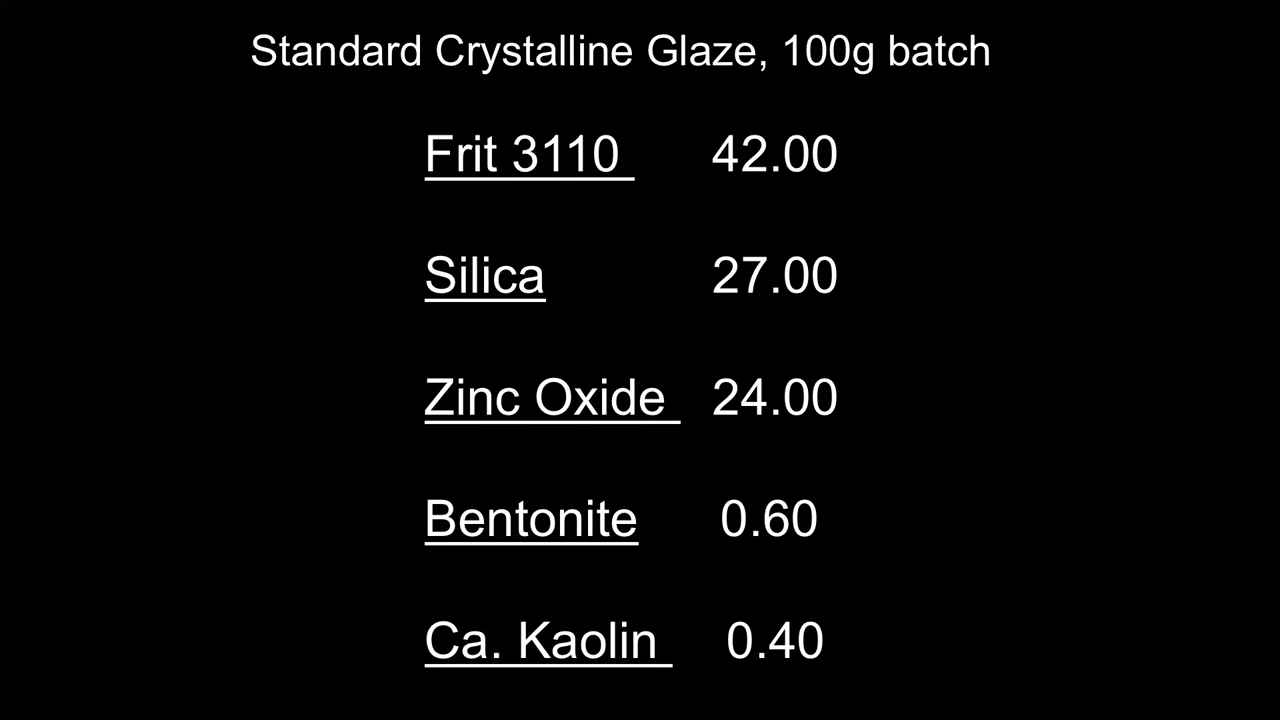 Standard Crystalline Glaze, 100g batch
Frit 3110 42.00
Silica 27.00
Zinc Oxide 24.00
Bentonite 0.60
Ca. Kaolin 0.40